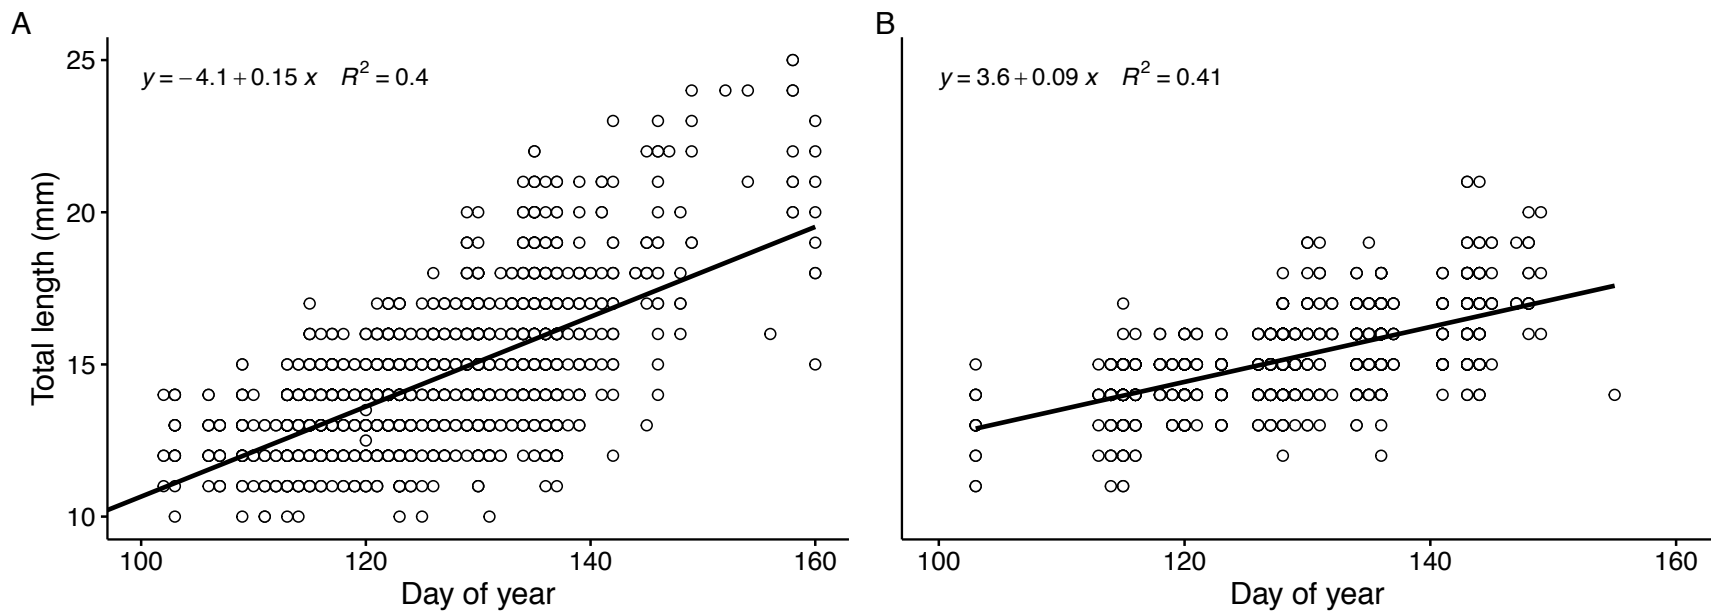 A
B
y = −4.1 + 0.15 x   R² = 0.4
y = 3.6 + 0.09 x   R² = 0.41
Total length (mm)
25
20
15
10
100 120 140 160
100 120 140 160
Day of year
Day of year